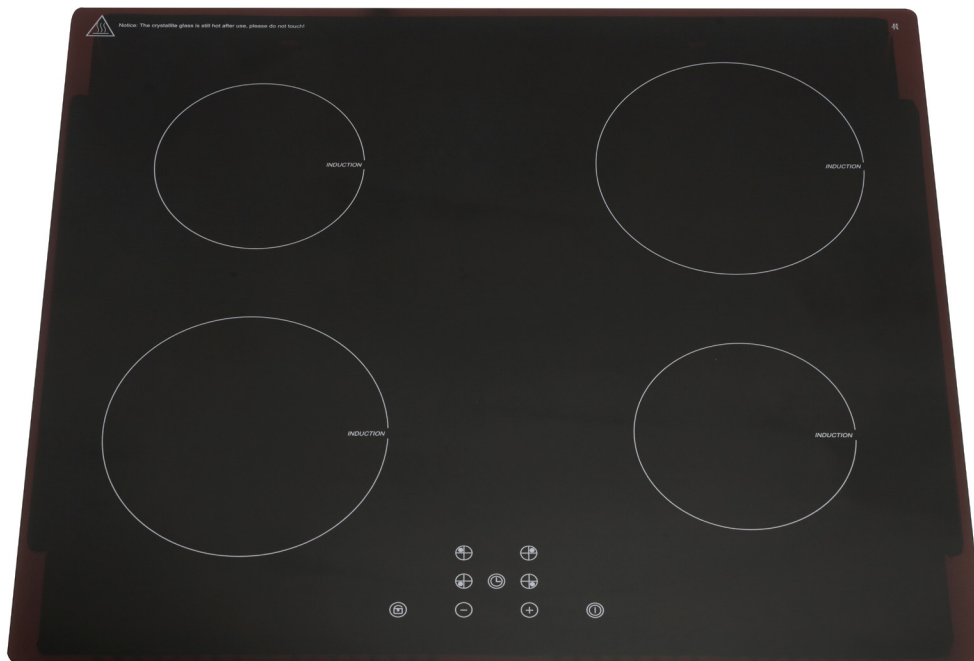 Notice: The crystallite glass is still hot after use, please do not touch!
INDUCTION
INDUCTION
INDUCTION
INDUCTION